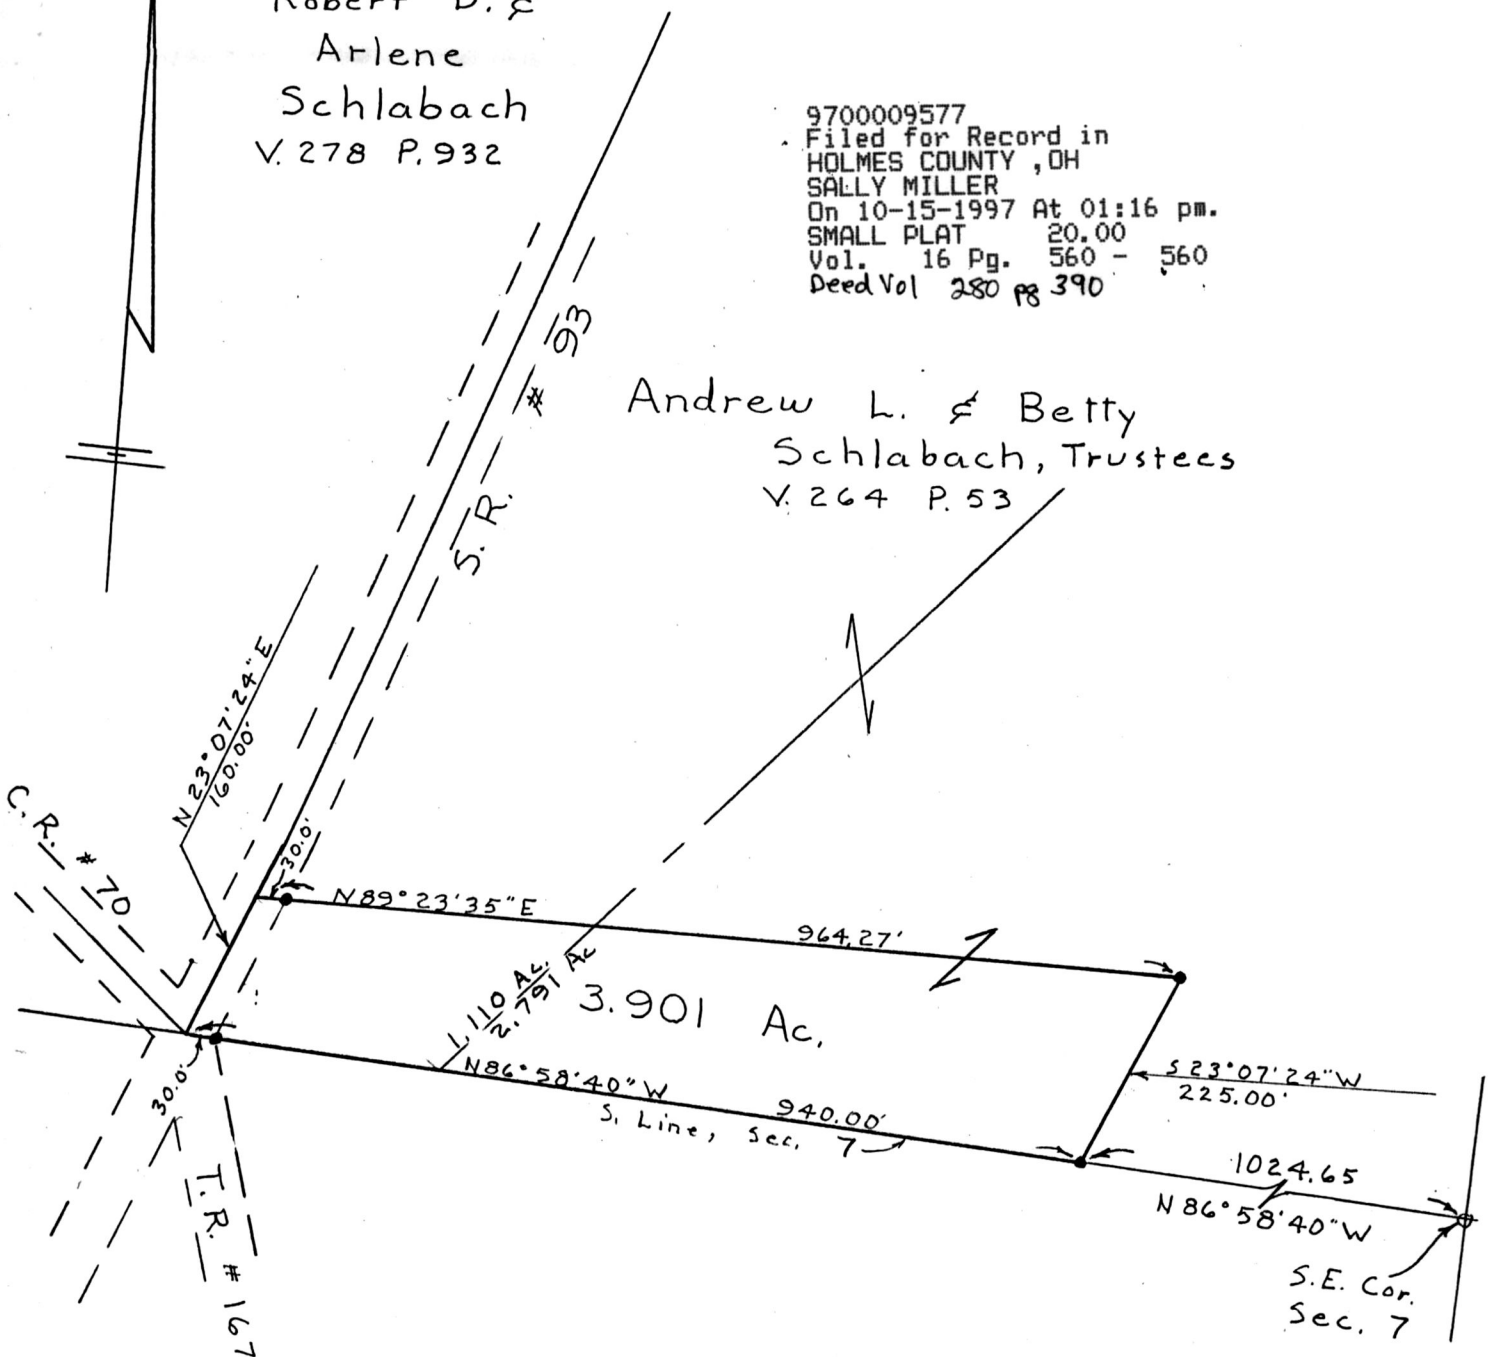 Robert D. &
Arlene
Schlabach
V. 278 P. 932
9700009577
Filed for Record in
HOLMES COUNTY , OH
SALLY MILLER
On 10-15-1997 At 01:16 pm.
SMALL PLAT 20.00
Vol. 16 Pg. 560 - 560
Deed Vol 280 pg 390
S. R. # 93
Andrew L. & Betty
Schlabach, Trustees
V. 264 P. 53
N 23° 07' 24" E
160.00'
C. R. # 70
30.0'
N 89° 23' 35" E
964.27'
1.110 Ac.
2.791 Ac
3.901 Ac.
N 86° 58' 40" W
940.00'
S. Line, Sec. 7
S 23° 07' 24" W
225.00'
30.0'
T. R. # 167
1024.65
N 86° 58' 40" W
S.E. Cor.
Sec. 7